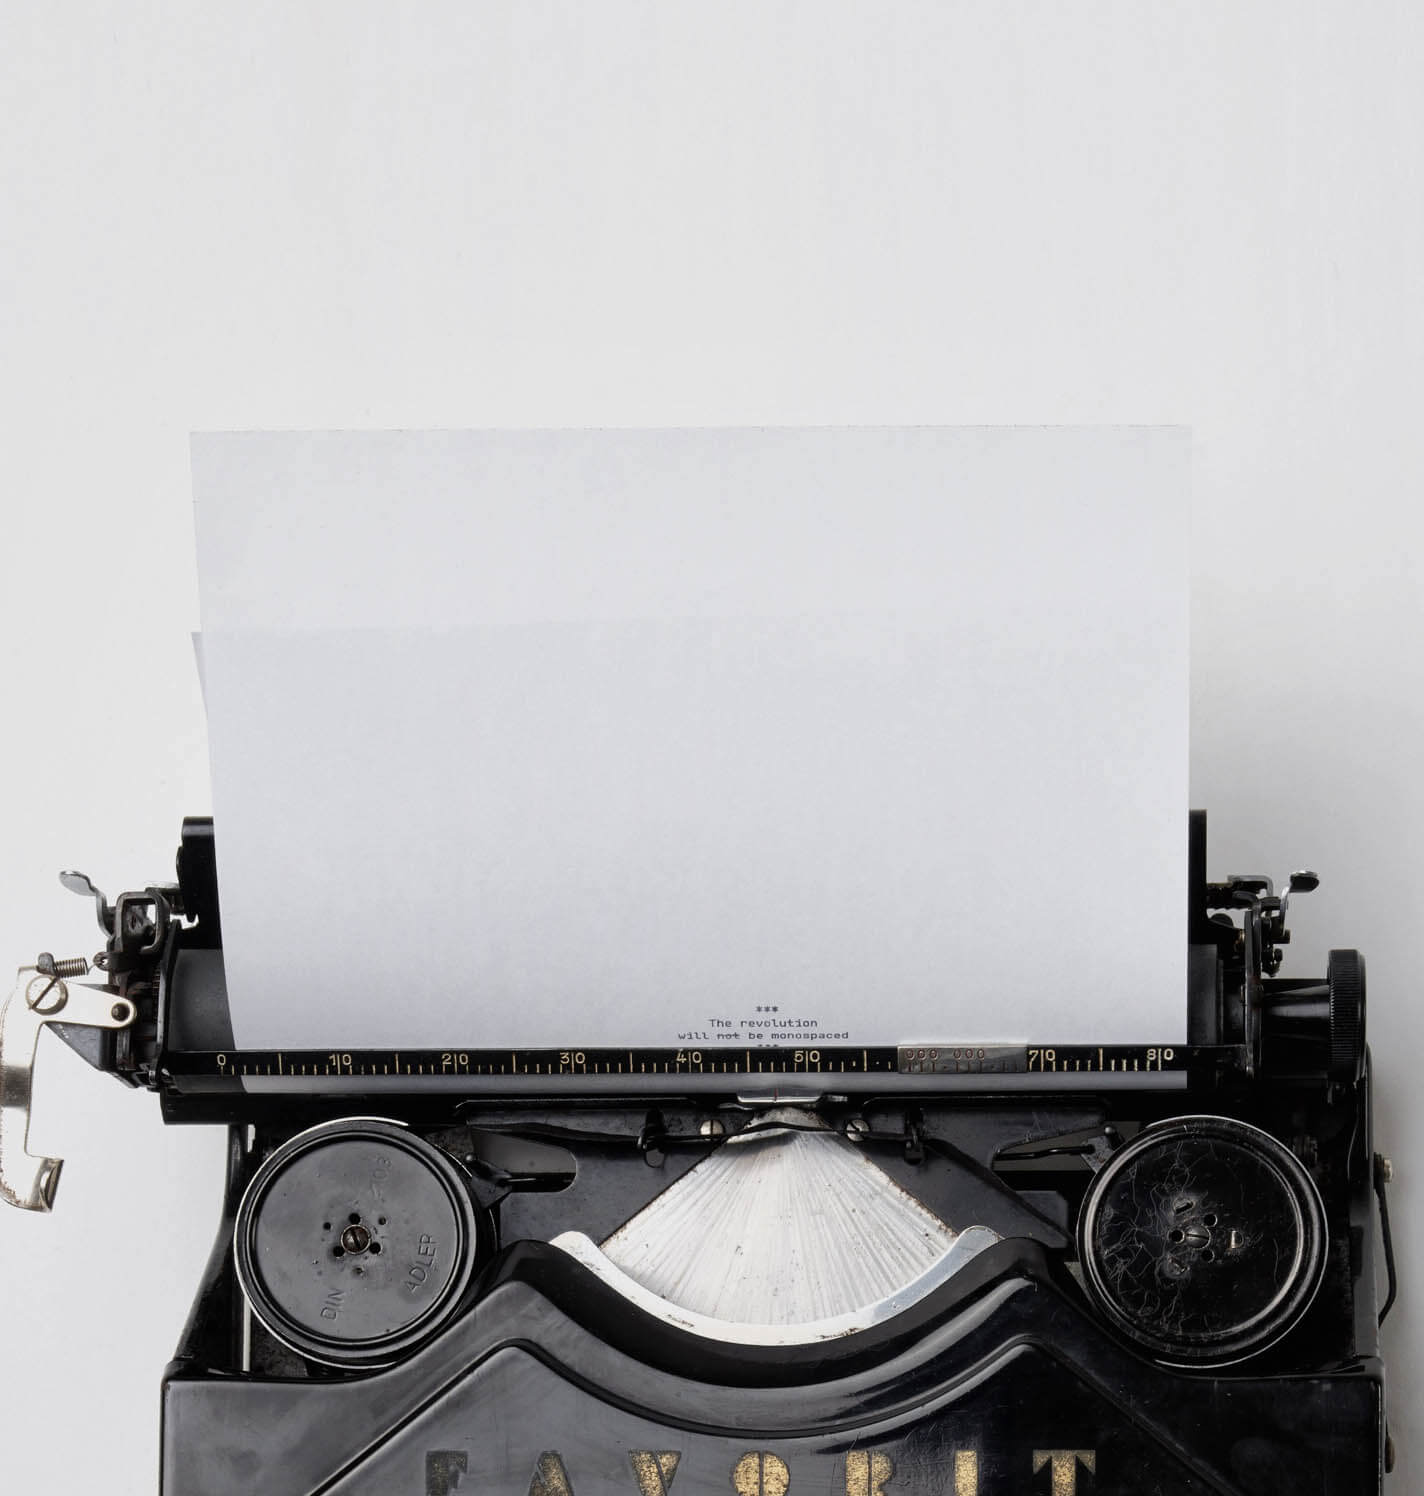 ***
The revolution
will not be monospaced
***
0 10 20 30 40 50 70 80
DIN
ADLER
FAVORIT